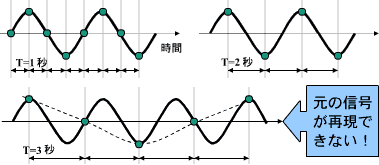 時間
T=1 秒
T=2 秒
T=3 秒
元の信号
が再現で
きない！